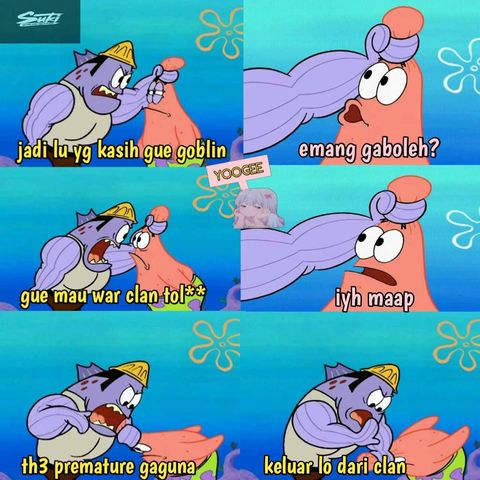 Suki
jadi lu yg kasih gue goblin
emang gaboleh?
YOOGEE
gue mau war clan tol**
iyh maap
th3 premature gaguna
keluar lo dari clan